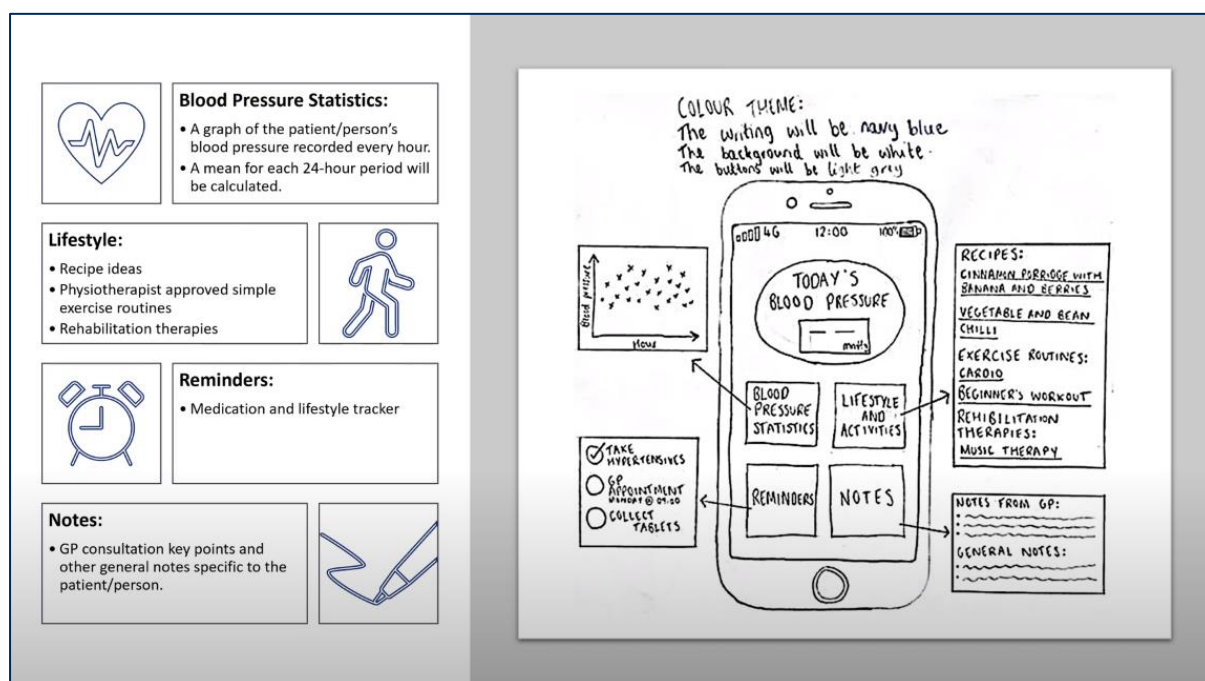 Blood Pressure Statistics:
• A graph of the patient/person's
blood pressure recorded every hour.
• A mean for each 24-hour period will
be calculated.
Lifestyle:
• Recipe ideas
• Physiotherapist approved simple
exercise routines
• Rehabilitation therapies
Reminders:
• Medication and lifestyle tracker
Notes:
• GP consultation key points and
other general notes specific to the
patient/person.
COLOUR THEME:
The writing will be navy blue
The background will be white.
The buttons will be light grey
4G
12:00
100%
TODAY'S
BLOOD PRESSURE
mmHg
BLOOD
PRESSURE
STATISTICS
LIFESTYLE
AND
ACTIVITIES
REMINDERS
NOTES
Blood pressure
Hour
TAKE
HYPERTENSIVES
GP
APPOINTMENT
MONDAY @ 09:20
COLLECT
TABLETS
RECIPES:
CINNAMON PORRIDGE WITH
BANANA AND BERRIES
VEGETABLE AND BEAN
CHILLI
EXERCISE ROUTINES:
CARDIO
BEGINNER'S WORKOUT
REHIBILITATION
THERAPIES:
MUSIC THERAPY
NOTES FROM GP:
GENERAL NOTES: